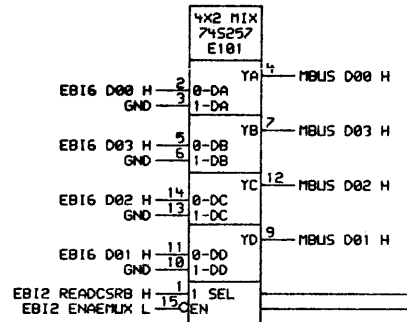 4X2 MIX
74S257
E101
YA 4 MBUS D00 H
EBI6 D00 H 2 0-DA
GND 3 1-DA
YB 7 MBUS D03 H
EBI6 D03 H 5 0-DB
GND 6 1-DB
YC 12 MBUS D02 H
EBI6 D02 H 14 0-DC
GND 13 1-DC
YD 9 MBUS D01 H
EBI6 D01 H 11 0-DD
GND 10 1-DD
EBI2 READCSRB H 1 1 SEL
EBI2 ENAEMUX L 15 EN